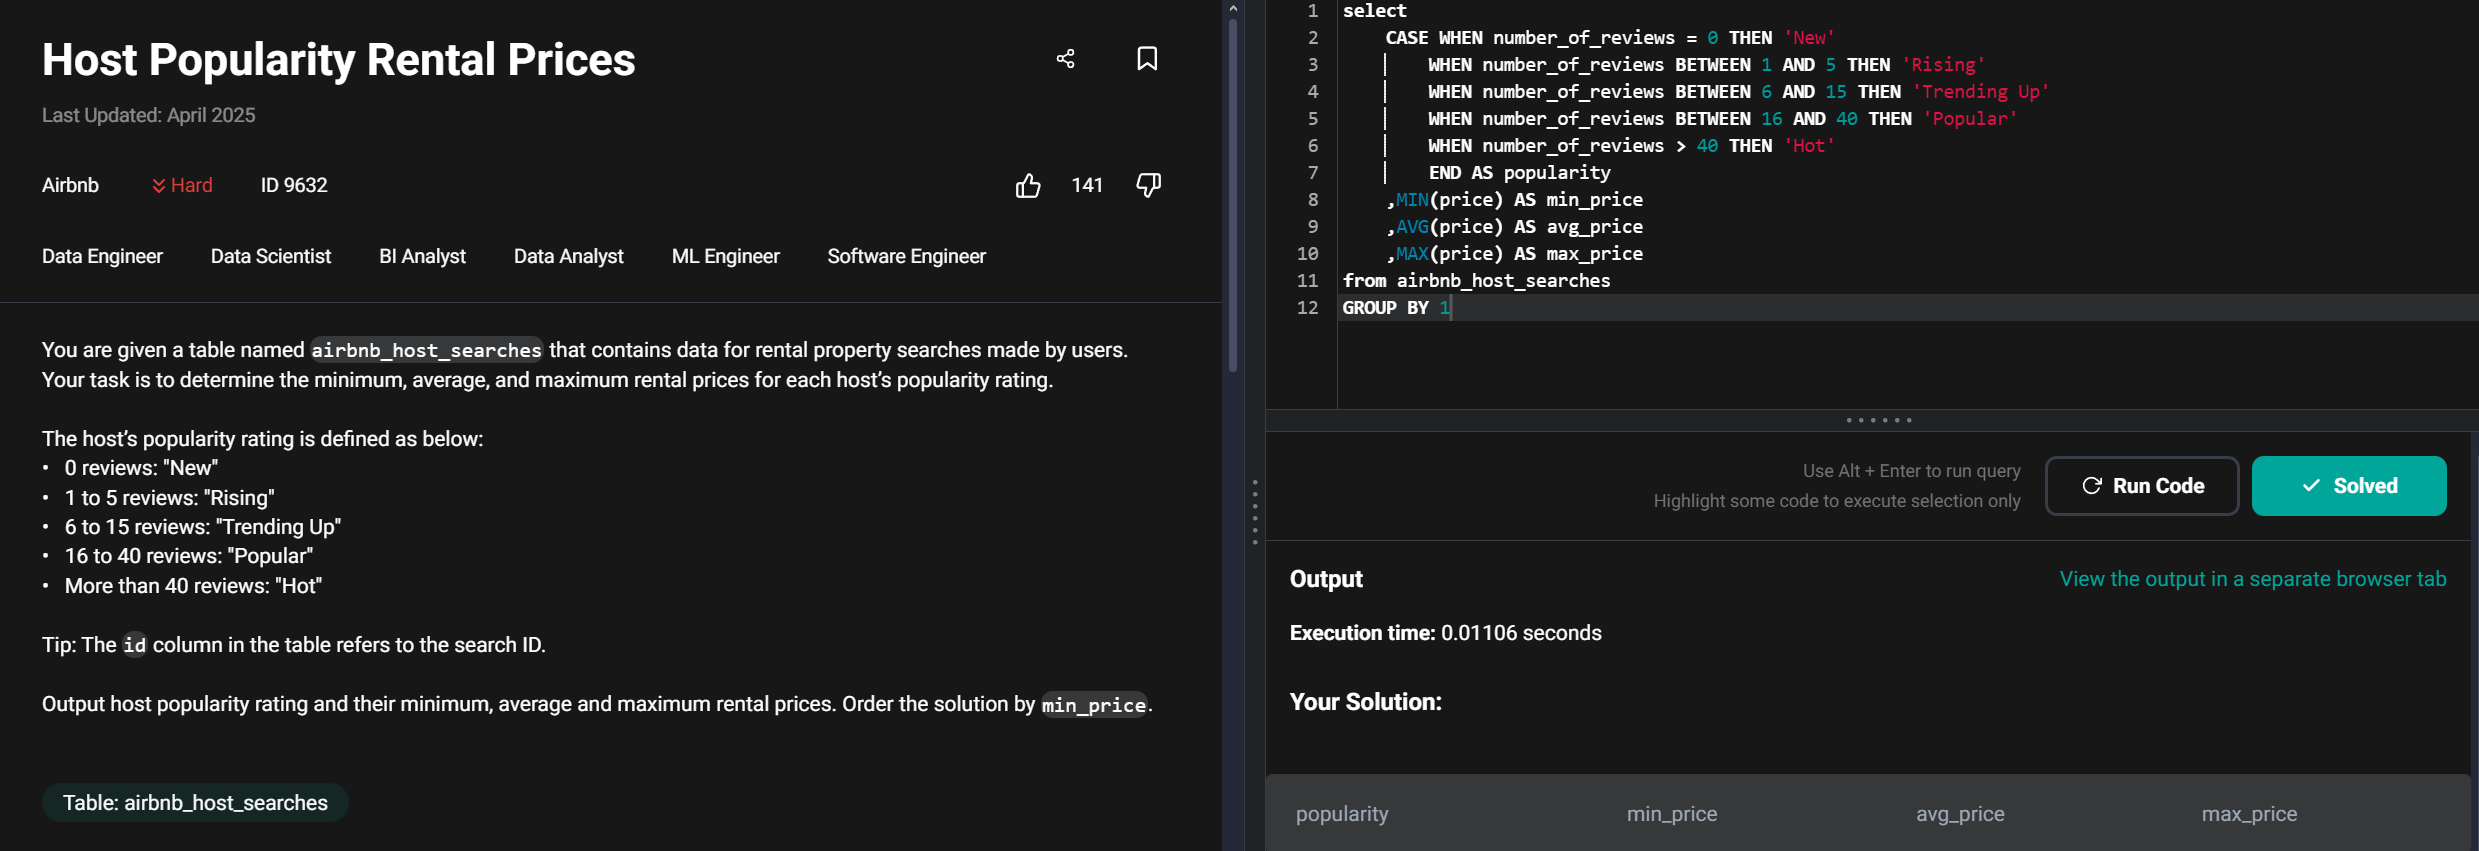 Host Popularity Rental Prices
Last Updated: April 2025
Airbnb Hard ID 9632 141
Data Engineer Data Scientist BI Analyst Data Analyst ML Engineer Software Engineer
You are given a table named airbnb_host_searches that contains data for rental property searches made by users.
Your task is to determine the minimum, average, and maximum rental prices for each host’s popularity rating.
The host’s popularity rating is defined as below:
• 0 reviews: "New"
• 1 to 5 reviews: "Rising"
• 6 to 15 reviews: "Trending Up"
• 16 to 40 reviews: "Popular"
• More than 40 reviews: "Hot"
Tip: The id column in the table refers to the search ID.
Output host popularity rating and their minimum, average and maximum rental prices. Order the solution by min_price.
Table: airbnb_host_searches
1 select
2 CASE WHEN number_of_reviews = 0 THEN 'New'
3 WHEN number_of_reviews BETWEEN 1 AND 5 THEN 'Rising'
4 WHEN number_of_reviews BETWEEN 6 AND 15 THEN 'Trending Up'
5 WHEN number_of_reviews BETWEEN 16 AND 40 THEN 'Popular'
6 WHEN number_of_reviews > 40 THEN 'Hot'
7 END AS popularity
8 ,MIN(price) AS min_price
9 ,AVG(price) AS avg_price
10 ,MAX(price) AS max_price
11 from airbnb_host_searches
12 GROUP BY 1
Use Alt + Enter to run query
Highlight some code to execute selection only
Run Code
Solved
Output
View the output in a separate browser tab
Execution time: 0.01106 seconds
Your Solution:
popularity min_price avg_price max_price